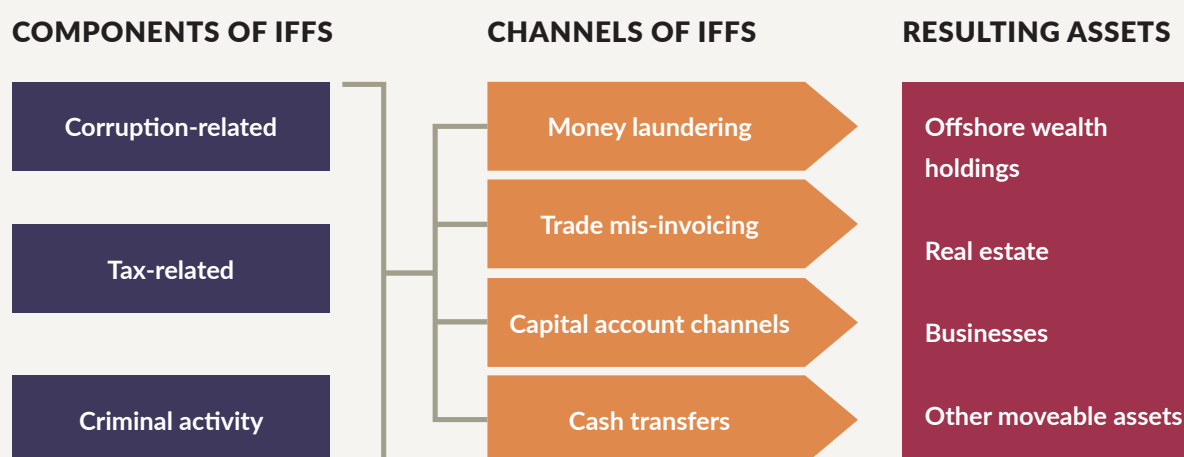 COMPONENTS OF IFFS
Corruption-related
Tax-related
Criminal activity
CHANNELS OF IFFS
Money laundering
Trade mis-invoicing
Capital account channels
Cash transfers
RESULTING ASSETS
Offshore wealth
holdings
Real estate
Businesses
Other moveable assets